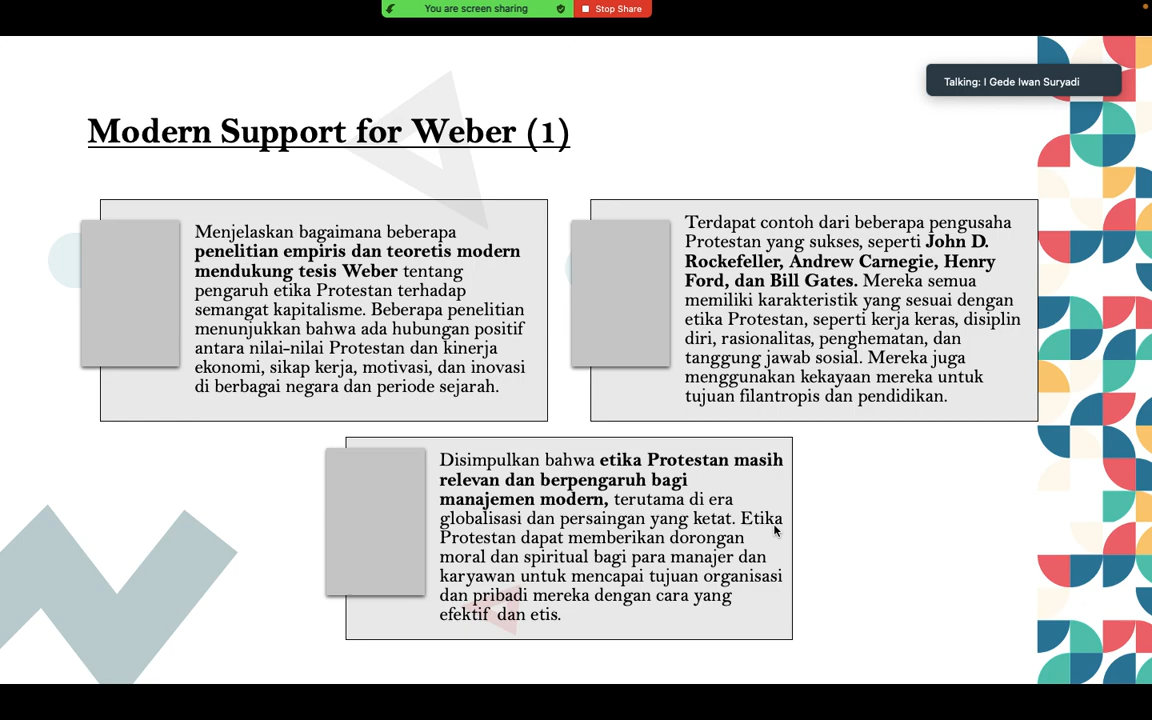 You are screen sharing
Stop Share
Talking: I Gede Iwan Suryadi
Modern Support for Weber (1)
Menjelaskan bagaimana beberapa
penelitian empiris dan teoretis modern
mendukung tesis Weber tentang
pengaruh etika Protestan terhadap
semangat kapitalisme. Beberapa penelitian
menunjukkan bahwa ada hubungan positif
antara nilai-nilai Protestan dan kinerja
ekonomi, sikap kerja, motivasi, dan inovasi
di berbagai negara dan periode sejarah.
Terdapat contoh dari beberapa pengusaha
Protestan yang sukses, seperti John D.
Rockefeller, Andrew Carnegie, Henry
Ford, dan Bill Gates. Mereka semua
memiliki karakteristik yang sesuai dengan
etika Protestan, seperti kerja keras, disiplin
diri, rasionalitas, penghematan, dan
tanggung jawab sosial. Mereka juga
menggunakan kekayaan mereka untuk
tujuan filantropis dan pendidikan.
Disimpulkan bahwa etika Protestan masih
relevan dan berpengaruh bagi
manajemen modern, terutama di era
globalisasi dan persaingan yang ketat. Etika
Protestan dapat memberikan dorongan
moral dan spiritual bagi para manajer dan
karyawan untuk mencapai tujuan organisasi
dan pribadi mereka dengan cara yang
efektif dan etis.